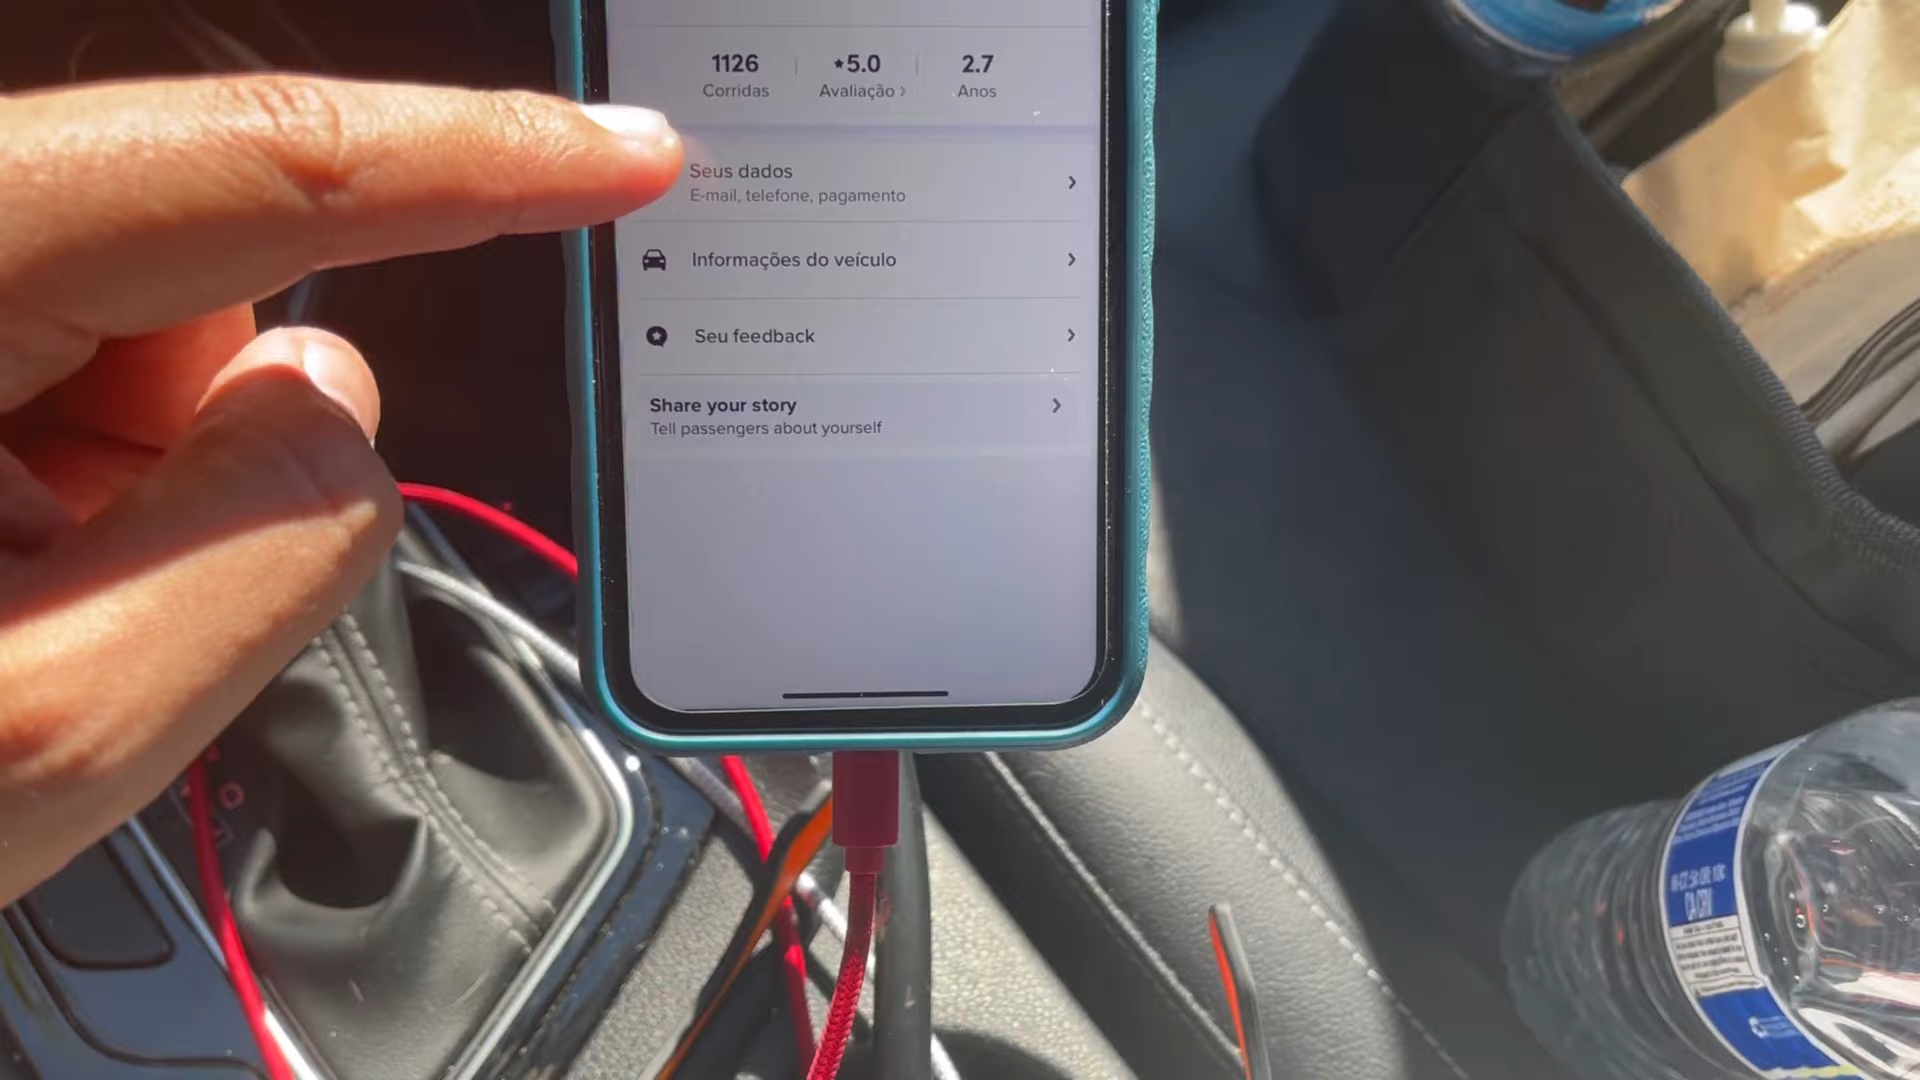 1126
★5.0
2.7
Corridas
Avaliação ›
Anos
Seus dados
E-mail, telefone, pagamento
Informações do veículo
Seu feedback
Share your story
Tell passengers about yourself